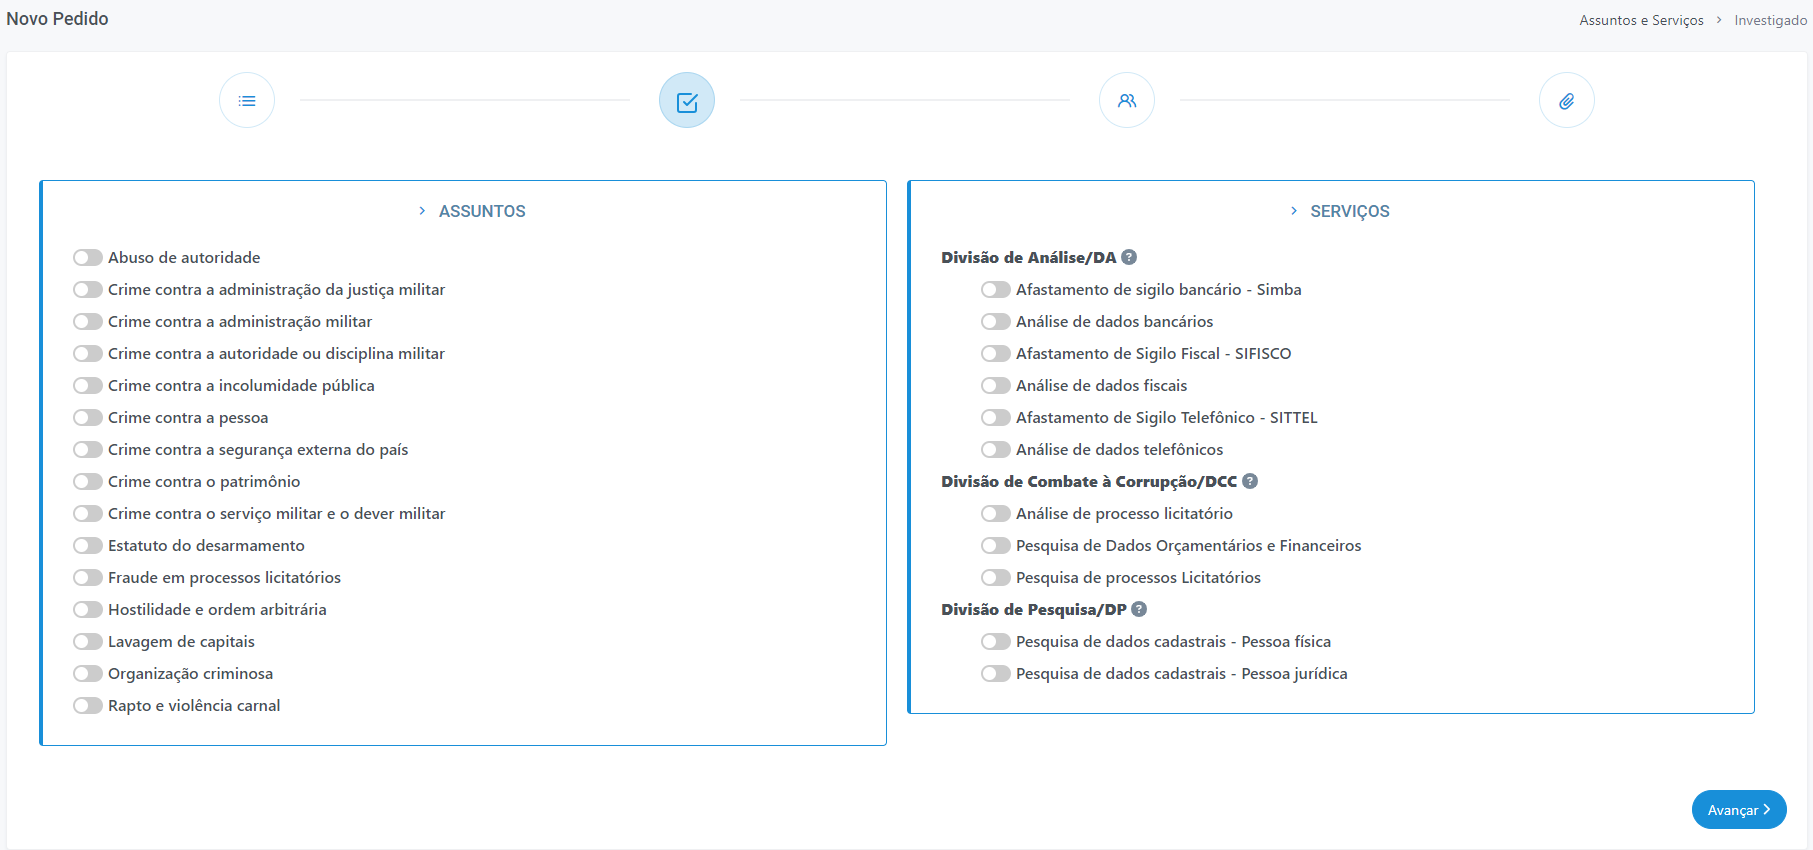 Novo Pedido
Assuntos e Serviços > Investigado
> ASSUNTOS
Abuso de autoridade
Crime contra a administração da justiça militar
Crime contra a administração militar
Crime contra a autoridade ou disciplina militar
Crime contra a incolumidade pública
Crime contra a pessoa
Crime contra a segurança externa do país
Crime contra o patrimônio
Crime contra o serviço militar e o dever militar
Estatuto do desarmamento
Fraude em processos licitatórios
Hostilidade e ordem arbitrária
Lavagem de capitais
Organização criminosa
Rapto e violência carnal
> SERVIÇOS
Divisão de Análise/DA ?
Afastamento de sigilo bancário - Simba
Análise de dados bancários
Afastamento de Sigilo Fiscal - SIFISCO
Análise de dados fiscais
Afastamento de Sigilo Telefônico - SITTEL
Análise de dados telefônicos
Divisão de Combate à Corrupção/DCC ?
Análise de processo licitatório
Pesquisa de Dados Orçamentários e Financeiros
Pesquisa de processos Licitatórios
Divisão de Pesquisa/DP ?
Pesquisa de dados cadastrais - Pessoa física
Pesquisa de dados cadastrais - Pessoa jurídica
Avançar >